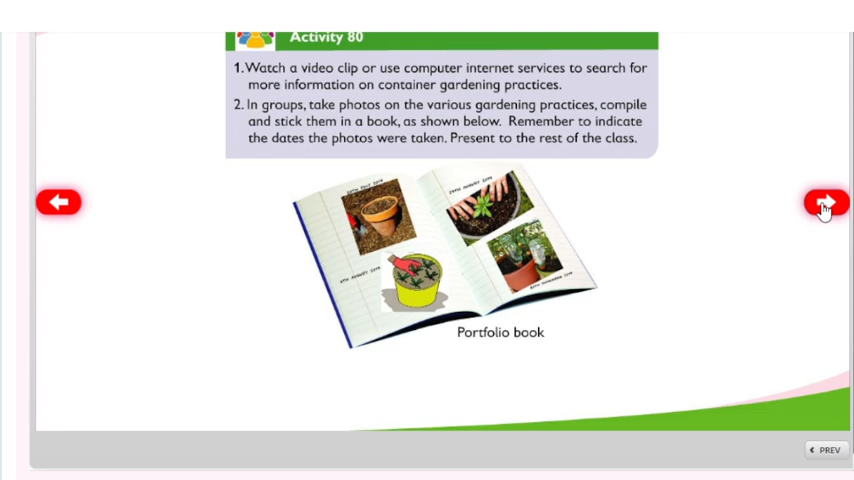 Activity 80
1. Watch a video clip or use computer internet services to search for
more information on container gardening practices.
2. In groups, take photos on the various gardening practices, compile
and stick them in a book, as shown below. Remember to indicate
the dates the photos were taken. Present to the rest of the class.
Portfolio book
PREV